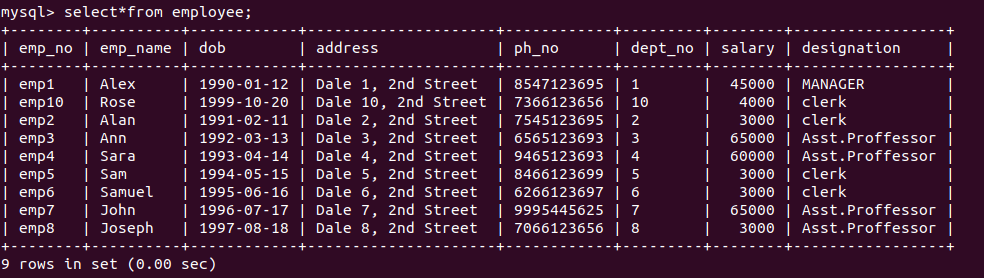 mysql> select*from employee;
+--------+----------+------------+----------------------+------------+---------+--------+-----------------+
| emp_no | emp_name | dob        | address              | ph_no      | dept_no | salary | designation     |
+--------+----------+------------+----------------------+------------+---------+--------+-----------------+
| emp1   | Alex     | 1990-01-12 | Dale 1, 2nd Street   | 8547123695 | 1       |  45000 | MANAGER         |
| emp10  | Rose     | 1999-10-20 | Dale 10, 2nd Street  | 7366123656 | 10      |   4000 | clerk           |
| emp2   | Alan     | 1991-02-11 | Dale 2, 2nd Street   | 7545123695 | 2       |   3000 | clerk           |
| emp3   | Ann      | 1992-03-13 | Dale 3, 2nd Street   | 6565123693 | 3       |  65000 | Asst.Proffessor |
| emp4   | Sara     | 1993-04-14 | Dale 4, 2nd Street   | 9465123693 | 4       |  60000 | Asst.Proffessor |
| emp5   | Sam      | 1994-05-15 | Dale 5, 2nd Street   | 8466123699 | 5       |   3000 | clerk           |
| emp6   | Samuel   | 1995-06-16 | Dale 6, 2nd Street   | 6266123697 | 6       |   3000 | clerk           |
| emp7   | John     | 1996-07-17 | Dale 7, 2nd Street   | 9995445625 | 7       |  65000 | Asst.Proffessor |
| emp8   | Joseph   | 1997-08-18 | Dale 8, 2nd Street   | 7066123656 | 8       |   3000 | Asst.Proffessor |
+--------+----------+------------+----------------------+------------+---------+--------+-----------------+
9 rows in set (0.00 sec)